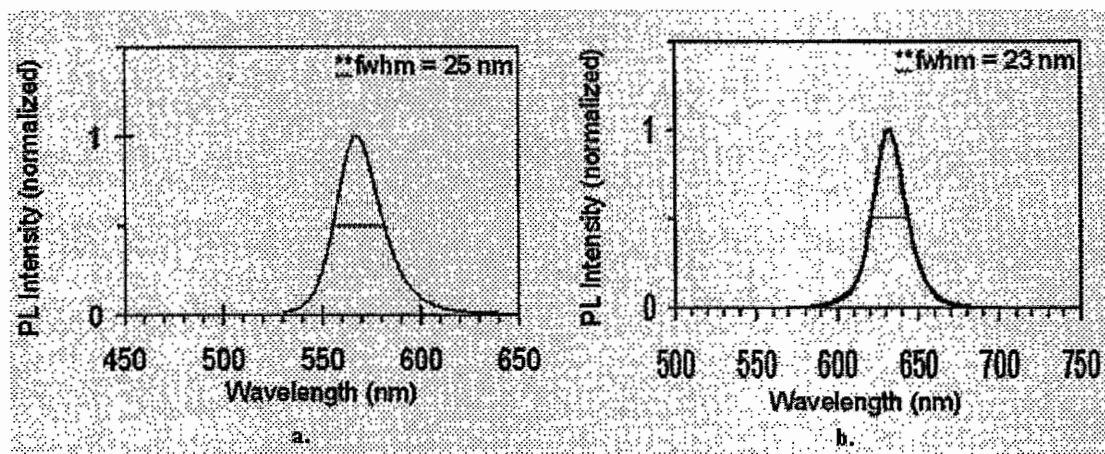 **fwhm = 25 nm
PL Intensity (normalized)
1
0
450 500 550 600 650
Wavelength (nm)
a.
**fwhm = 23 nm
PL Intensity (normalized)
1
0
500 550 600 650 700 750
Wavelength (nm)
b.